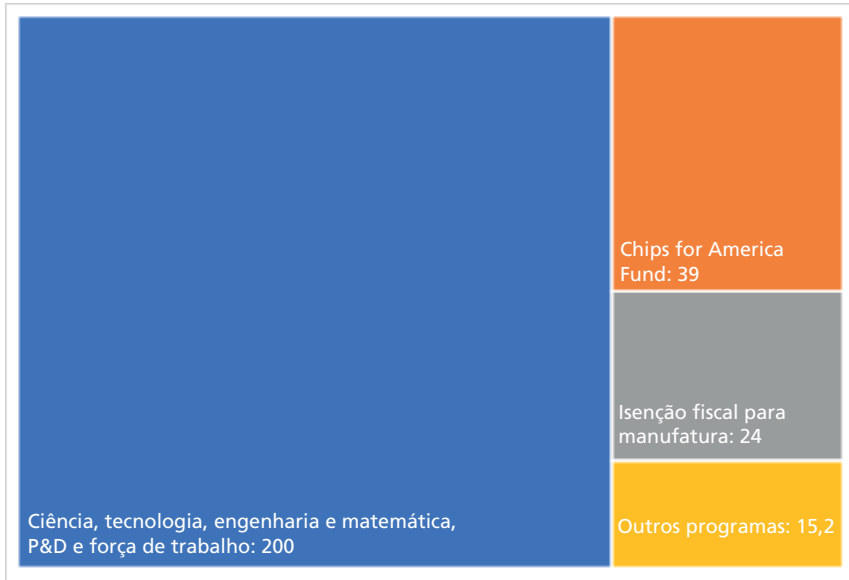 Chips for America
Fund: 39
Isenção fiscal para
manufatura: 24
Ciência, tecnologia, engenharia e matemática,
P&D e força de trabalho: 200
Outros programas: 15,2